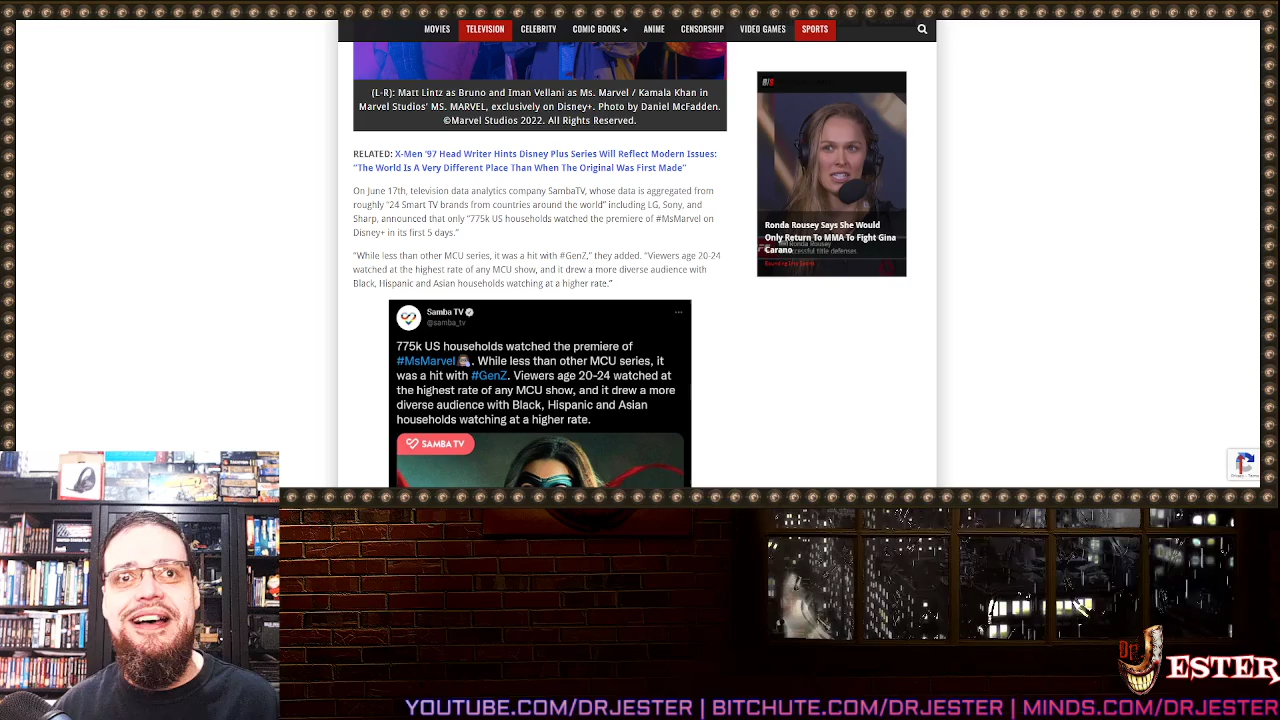 MOVIES TELEVISION CELEBRITY COMIC BOOKS + ANIME CENSORSHIP VIDEO GAMES SPORTS
(L-R): Matt Lintz as Bruno and Iman Vellani as Ms. Marvel / Kamala Khan in
Marvel Studios' MS. MARVEL, exclusively on Disney+. Photo by Daniel McFadden.
©Marvel Studios 2022. All Rights Reserved.
RELATED: X-Men '97 Head Writer Hints Disney Plus Series Will Reflect Modern Issues:
“The World Is A Very Different Place Than When The Original Was First Made”
On June 17th, television data analytics company SambaTV, whose data is aggregated from
roughly “24 Smart TV brands from countries around the world” including LG, Sony, and
Sharp, announced that only “775k US households watched the premiere of #MsMarvel on
Disney+ in its first 5 days.”
“While less than other MCU series, it was a hit with #GenZ,” they added. “Viewers age 20-24
watched at the highest rate of any MCU show, and it drew a more diverse audience with
Black, Hispanic and Asian households watching at a higher rate.”
Samba TV
@samba_tv
775k US households watched the premiere of
#MsMarvel. While less than other MCU series, it
was a hit with #GenZ. Viewers age 20-24 watched at
the highest rate of any MCU show, and it drew a more
diverse audience with Black, Hispanic and Asian
households watching at a higher rate.
SAMBA TV
Ronda Rousey Says She Would
Only Return To MMA To Fight Gina
Carano
Ronda Rousey
successful title defenses
Privacy - Terms
Dr JESTER
YOUTUBE.COM/DRJESTER | BITCHUTE.COM/DRJESTER | MINDS.COM/DRJESTER